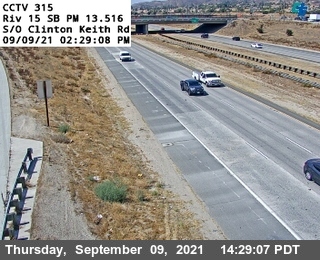 CCTV 315
Riv 15 SB PM 13.516
S/O Clinton Keith Rd
09/09/21 02:29:08 PM
Thursday, September 09, 2021 14:29:07 PDT